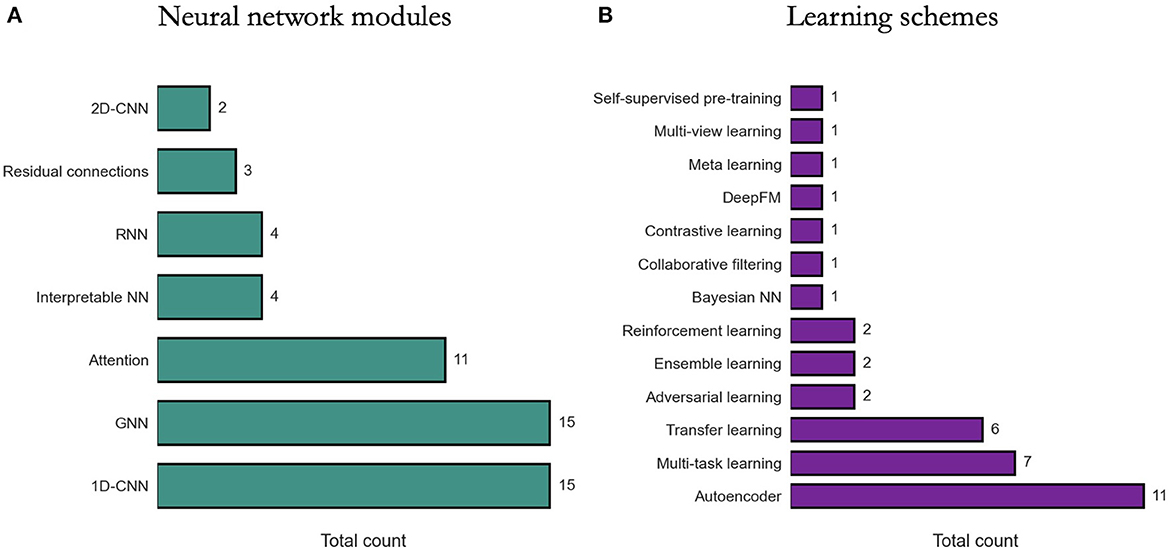 A
Neural network modules
2D-CNN
2
Residual connections
3
RNN
4
Interpretable NN
4
Attention
11
GNN
15
1D-CNN
15
Total count
B
Learning schemes
Self-supervised pre-training
1
Multi-view learning
1
Meta learning
1
DeepFM
1
Contrastive learning
1
Collaborative filtering
1
Bayesian NN
1
Reinforcement learning
2
Ensemble learning
2
Adversarial learning
2
Transfer learning
6
Multi-task learning
7
Autoencoder
11
Total count